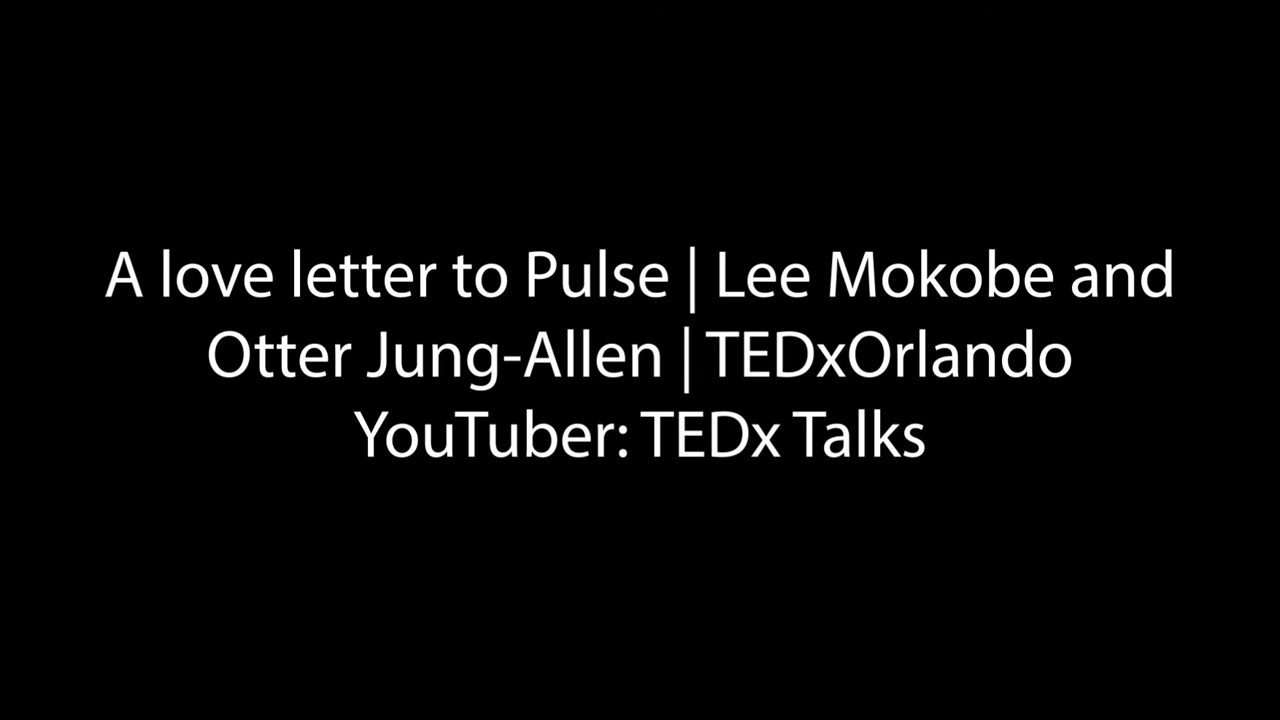 A love letter to Pulse | Lee Mokobe and
Otter Jung-Allen | TEDxOrlando
YouTuber: TEDx Talks